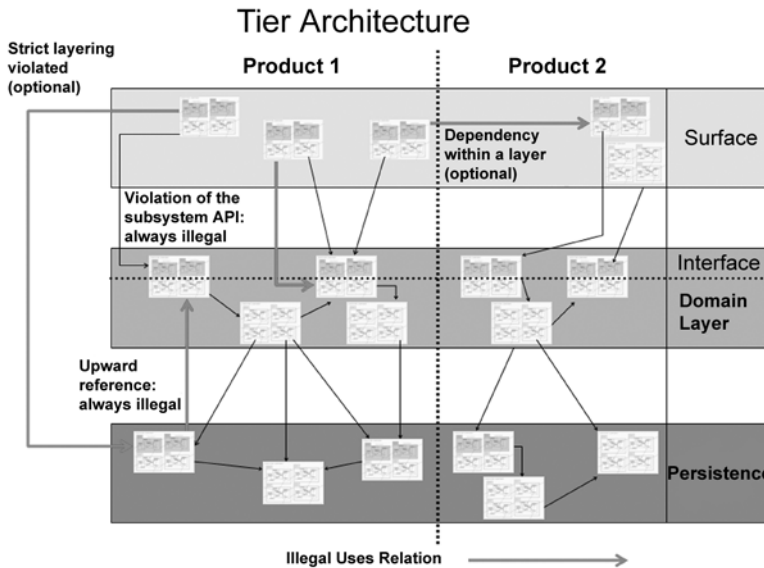 Tier Architecture
Strict layering
violated
(optional)
Product 1
Product 2
Dependency
within a layer
(optional)
Surface
Violation of the
subsystem API:
always illegal
Interface
Domain
Layer
Upward
reference:
always illegal
Persistence
Illegal Uses Relation